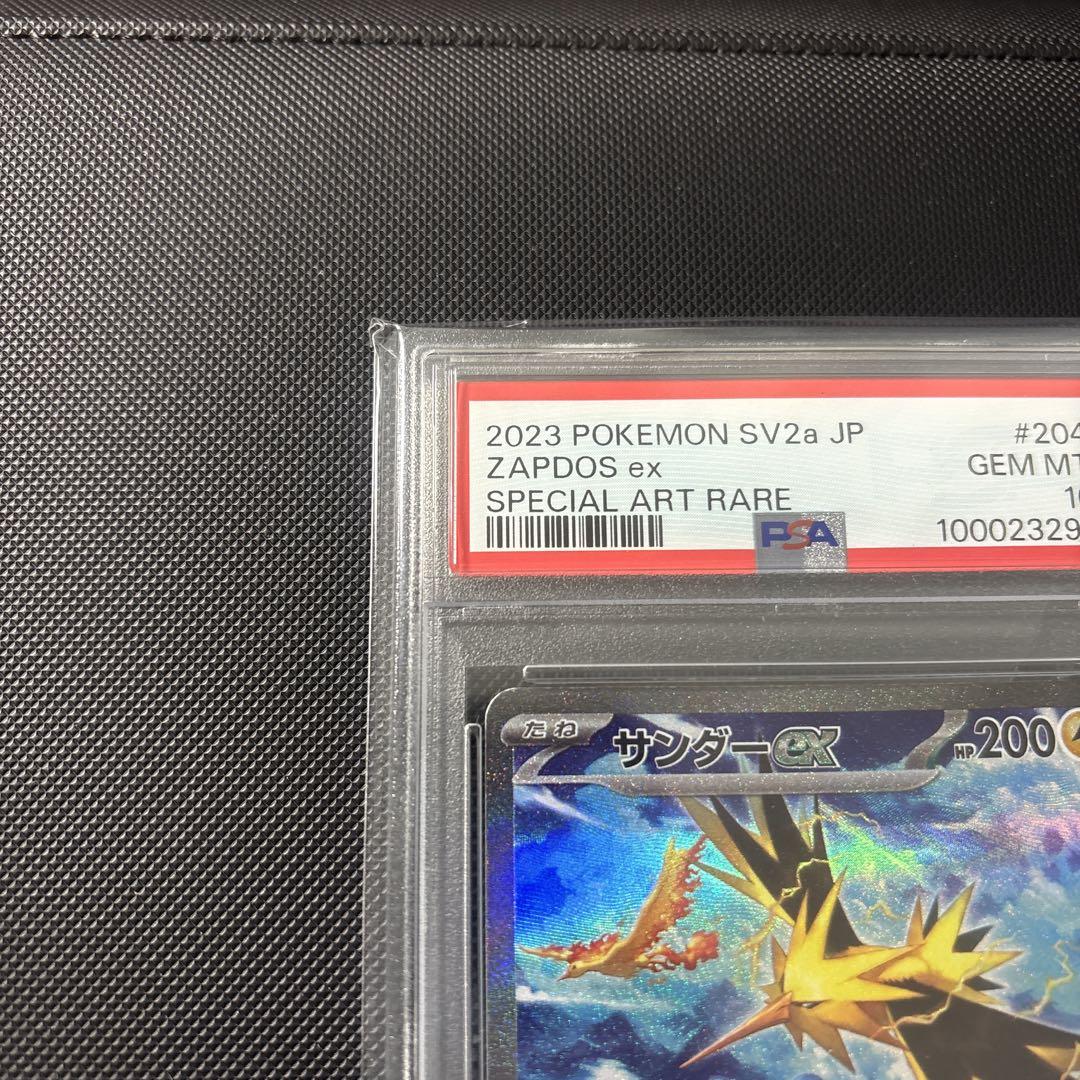 2023 POKEMON SV2a JP #204
ZAPDOS ex GEM MT
SPECIAL ART RARE
PSA 10002329
たね サンダーex HP200